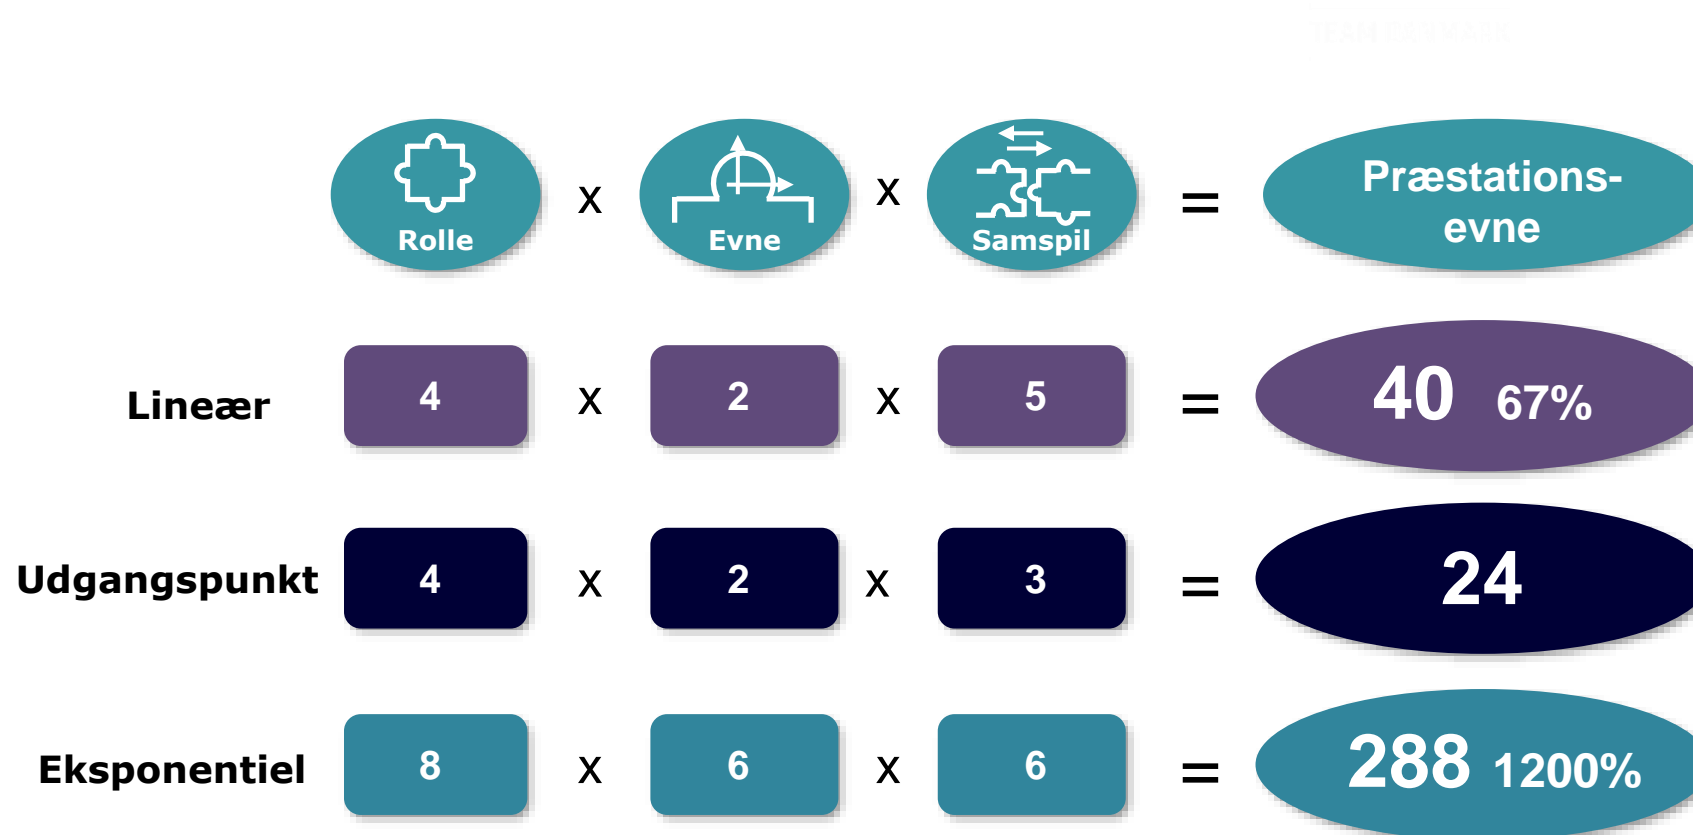 Rolle x Evne x Samspil = Præstations-
evne
Lineær 4 x 2 x 5 = 40 67%
Udgangspunkt 4 x 2 x 3 = 24
Eksponentiel 8 x 6 x 6 = 288 1200%